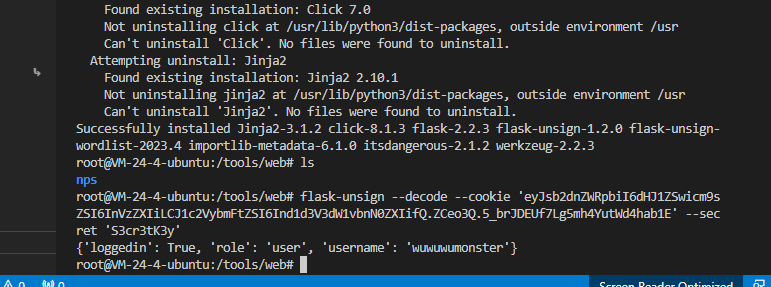 Found existing installation: Click 7.0
Not uninstalling click at /usr/lib/python3/dist-packages, outside environment /usr
Can't uninstall 'Click'. No files were found to uninstall.
Attempting uninstall: Jinja2
Found existing installation: Jinja2 2.10.1
Not uninstalling jinja2 at /usr/lib/python3/dist-packages, outside environment /usr
Can't uninstall 'Jinja2'. No files were found to uninstall.
Successfully installed Jinja2-3.1.2 click-8.1.3 flask-2.2.3 flask-unsign-1.2.0 flask-unsign-
wordlist-2023.4 importlib-metadata-6.1.0 itsdangerous-2.1.2 werkzeug-2.2.3
root@VM-24-4-ubuntu:/tools/web# ls
nps
root@VM-24-4-ubuntu:/tools/web# flask-unsign --decode --cookie 'eyJsb2dnZWRpbiI6dHJ1ZSwicm9s
ZSI6InVzZXIiLCJ1c2VybmFtZSI6Ind1d3V3dW1vbnN0ZXIifQ.ZCeo3Q.5_brJDEUf7Lg5mh4YutWd4hab1E' --sec
ret 'S3cr3tK3y'
{'loggedin': True, 'role': 'user', 'username': 'wuwuwumonster'}
root@VM-24-4-ubuntu:/tools/web#
0 0 Screen Reader Optimized